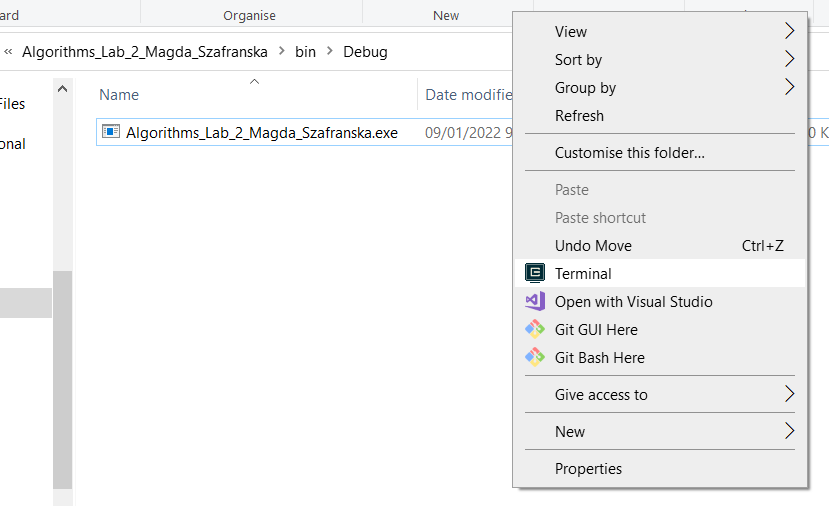 ard
Organise
New
« Algorithms_Lab_2_Magda_Szafranska > bin > Debug
Files
onal
Name
Date modifie
Algorithms_Lab_2_Magda_Szafranska.exe
09/01/2022 9
0 K
View
Sort by
Group by
Refresh
Customise this folder...
Paste
Paste shortcut
Undo Move Ctrl+Z
Terminal
Open with Visual Studio
Git GUI Here
Git Bash Here
Give access to
New
Properties